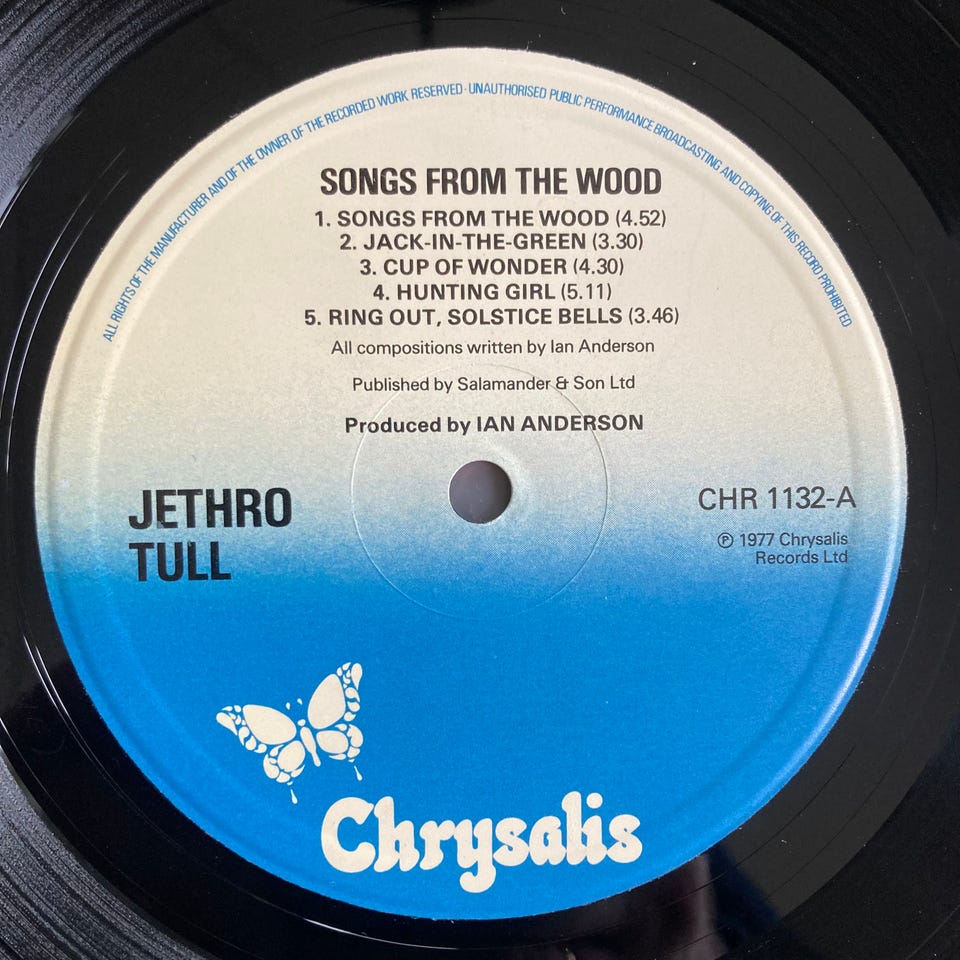 ALL RIGHTS OF THE MANUFACTURER AND OF THE OWNER OF THE RECORDED WORK RESERVED · UNAUTHORISED PUBLIC PERFORMANCE BROADCASTING AND COPYING OF THIS RECORD PROHIBITED
SONGS FROM THE WOOD
1. SONGS FROM THE WOOD (4.52)
2. JACK-IN-THE-GREEN (3.30)
3. CUP OF WONDER (4.30)
4. HUNTING GIRL (5.11)
5. RING OUT, SOLSTICE BELLS (3.46)
All compositions written by Ian Anderson
Published by Salamander & Son Ltd
Produced by IAN ANDERSON
JETHRO
TULL
CHR 1132-A
℗ 1977 Chrysalis
Records Ltd
Chrysalis